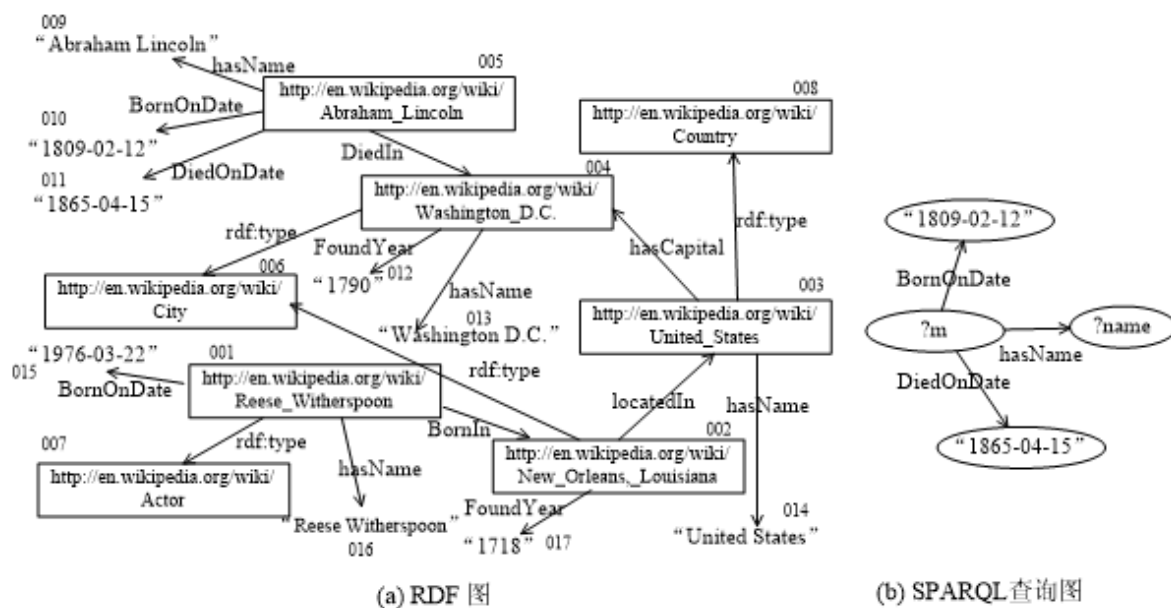 009
“Abraham Lincoln”
hasName
005
http://en.wikipedia.org/wiki/
Abraham_Lincoln
BornOnDate
010
“1809-02-12”
DiedOnDate
011
“1865-04-15”
DiedIn
004
http://en.wikipedia.org/wiki/
Washington_D.C.
008
http://en.wikipedia.org/wiki/
Country
rdf:type
hasCapital
rdf:type
FoundYear
“1790”
012
hasName
013
“Washington D.C.”
006
http://en.wikipedia.org/wiki/
City
003
http://en.wikipedia.org/wiki/
United_States
“1976-03-22”
015
BornOnDate
001
http://en.wikipedia.org/wiki/
Reese_Witherspoon
rdf:type
locatedIn
hasName
BornIn
007
rdf:type
http://en.wikipedia.org/wiki/
Actor
hasName
“Reese Witherspoon”
016
002
http://en.wikipedia.org/wiki/
New_Orleans,_Louisiana
FoundYear
“1718”
017
014
“United States”
(a) RDF 图
“1809-02-12”
BornOnDate
?m
?name
hasName
DiedOnDate
“1865-04-15”
(b) SPARQL查询图